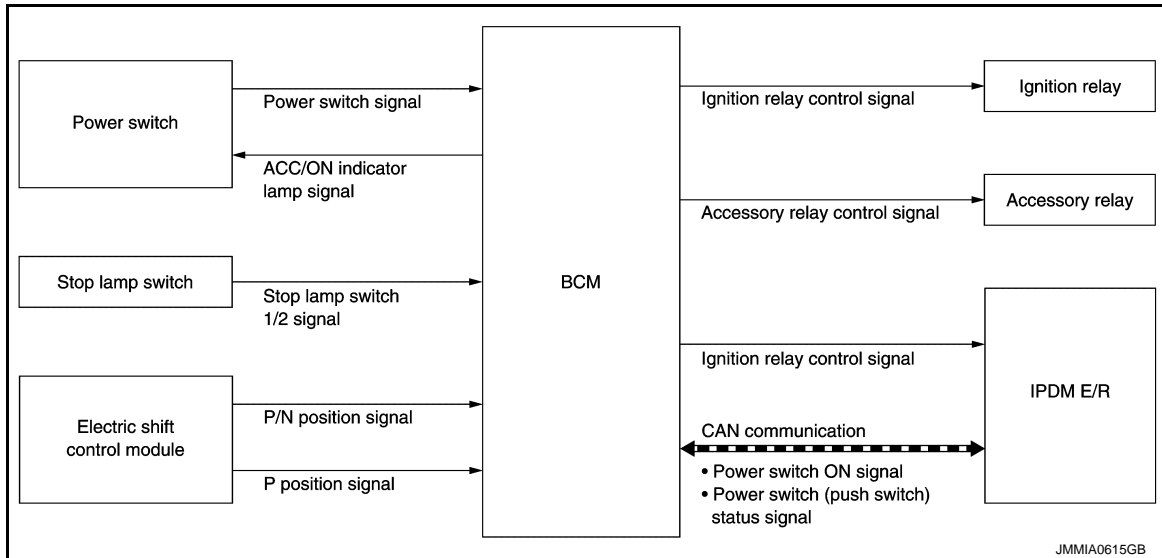 Power switch
Power switch signal
ACC/ON indicator
lamp signal
Stop lamp switch
Stop lamp switch
1/2 signal
Electric shift
control module
P/N position signal
P position signal
BCM
Ignition relay control signal
Ignition relay
Accessory relay control signal
Accessory relay
Ignition relay control signal
IPDM E/R
CAN communication
• Power switch ON signal
• Power switch (push switch)
status signal
JMMIA0615GB